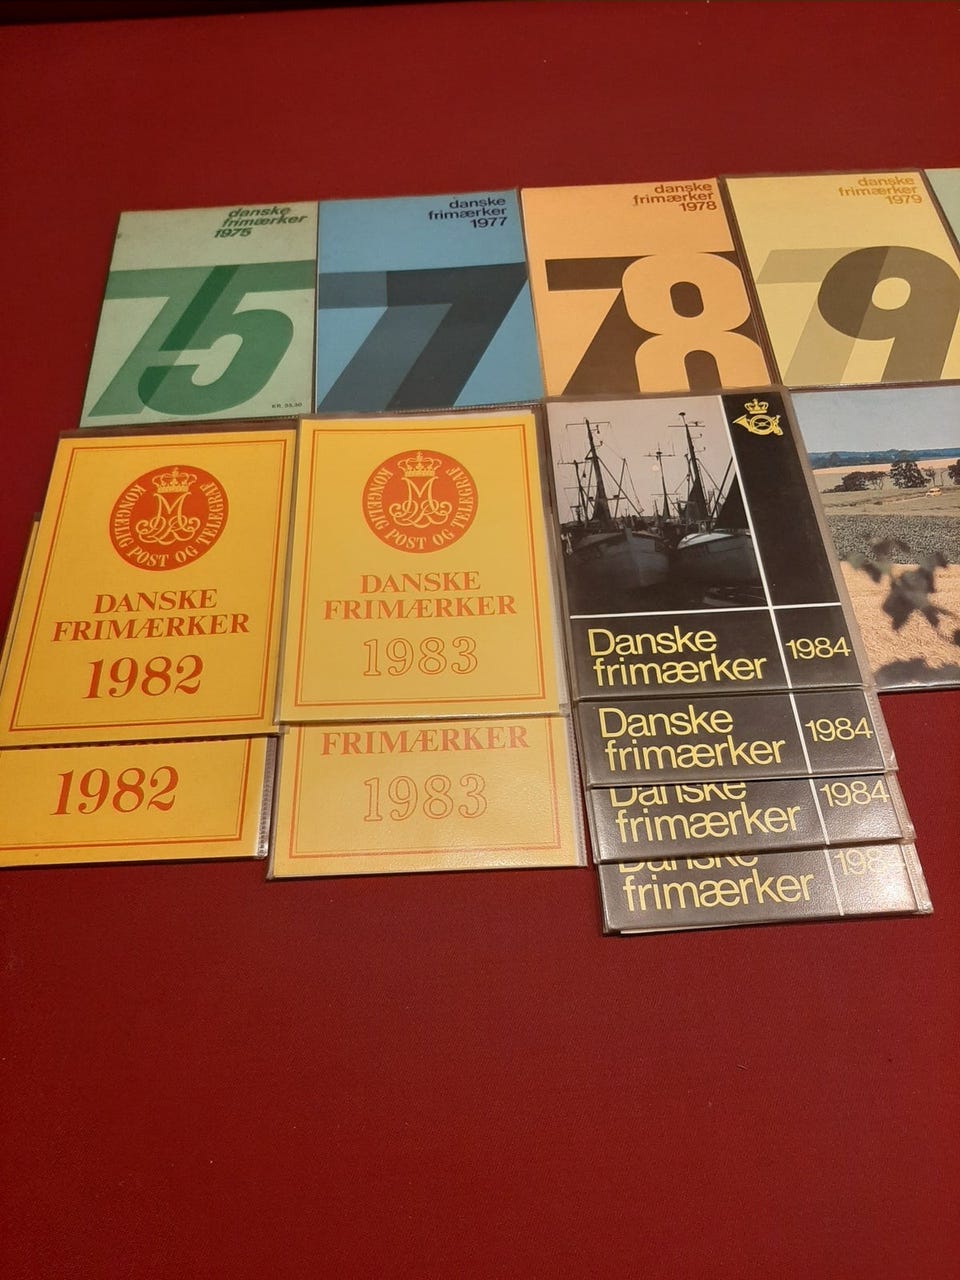 danske
frimærker
1975
75
KR. 33,30
danske
frimærker
1977
77
danske
frimærker
1978
78
danske
frimærker
1979
79
KONGELIG POST OG TELEGRAF
DANSKE
FRIMÆRKER
1982
1982
KONGELIG POST OG TELEGRAF
DANSKE
FRIMÆRKER
1983
FRIMÆRKER
1983
Danske
frimærker
1984
Danske
frimærker
1984
Danske
frimærker
1984
Danske
frimærker